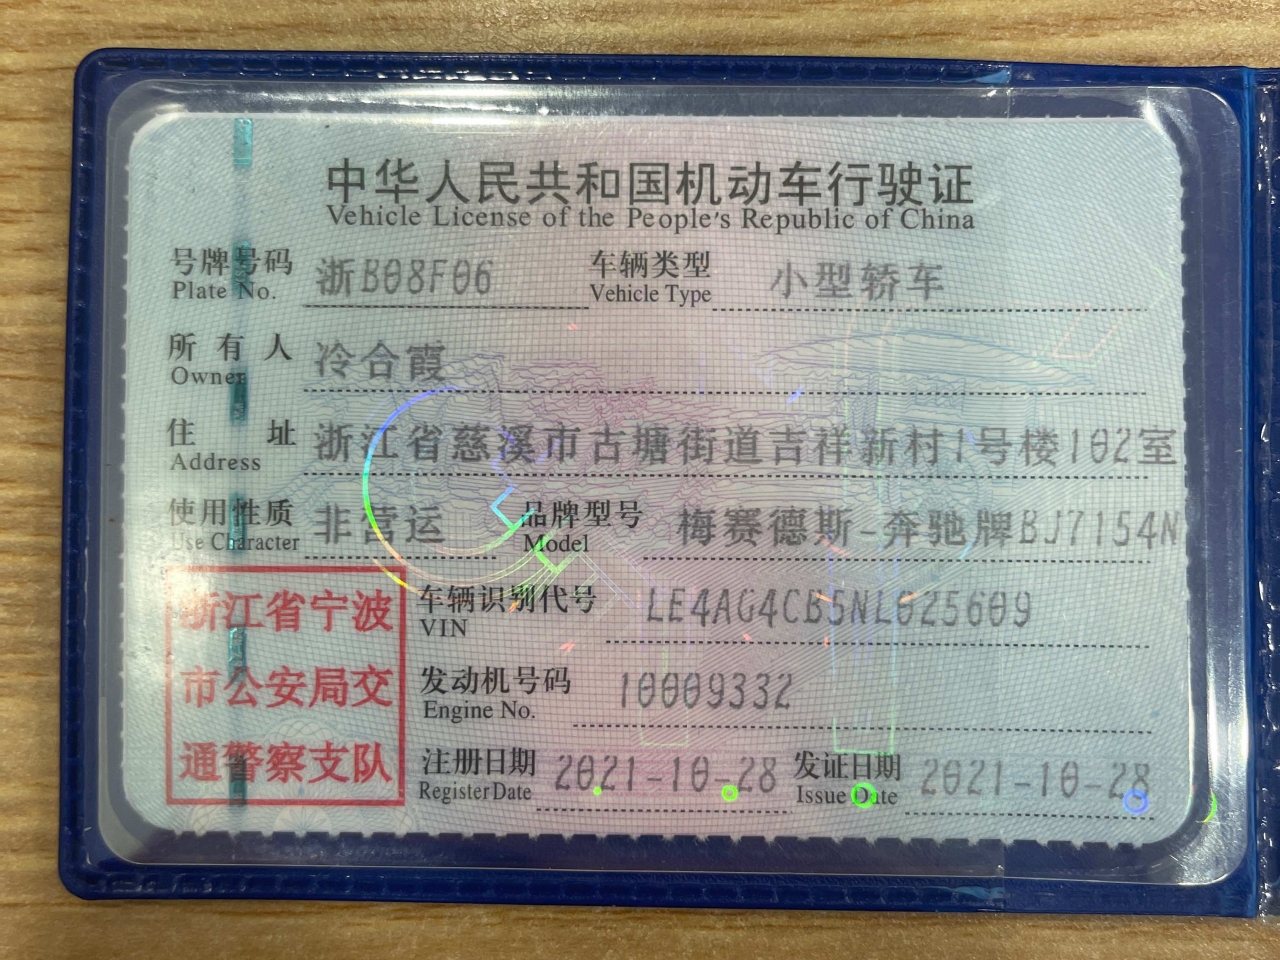 中华人民共和国机动车行驶证
Vehicle License of the People's Republic of China
号牌号码 浙B08F06 车辆类型 小型轿车
Plate No. Vehicle Type
所有人 冷合霞
Owner
住址 浙江省慈溪市古塘街道吉祥新村1号楼102室
Address
使用性质 非营运 品牌型号 梅赛德斯-奔驰牌BJ7154N
Use Character Model
浙江省宁波
市公安局交
通警察支队
车辆识别代号 LE4AG4CB5NL025609
VIN
发动机号码 10009332
Engine No.
注册日期 2021-10-28 发证日期 2021-10-28
Register Date Issue Date